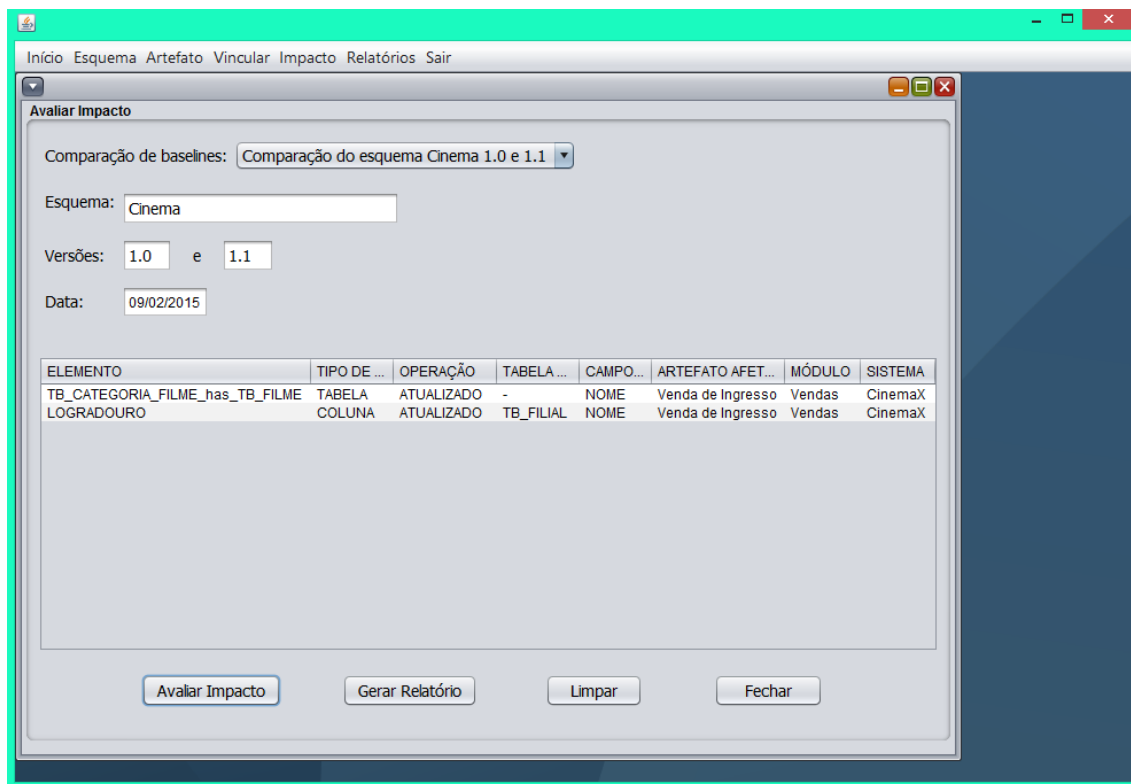 Início Esquema Artefato Vincular Impacto Relatórios Sair
Avaliar Impacto
Comparação de baselines: Comparação do esquema Cinema 1.0 e 1.1
Esquema: Cinema
Versões: 1.0 e 1.1
Data: 09/02/2015
ELEMENTO TIPO DE ... OPERAÇÃO TABELA ... CAMPO... ARTEFATO AFET... MÓDULO SISTEMA
TB_CATEGORIA_FILME_has_TB_FILME TABELA ATUALIZADO - NOME Venda de Ingresso Vendas CinemaX
LOGRADOURO COLUNA ATUALIZADO TB_FILIAL NOME Venda de Ingresso Vendas CinemaX
Avaliar Impacto Gerar Relatório Limpar Fechar